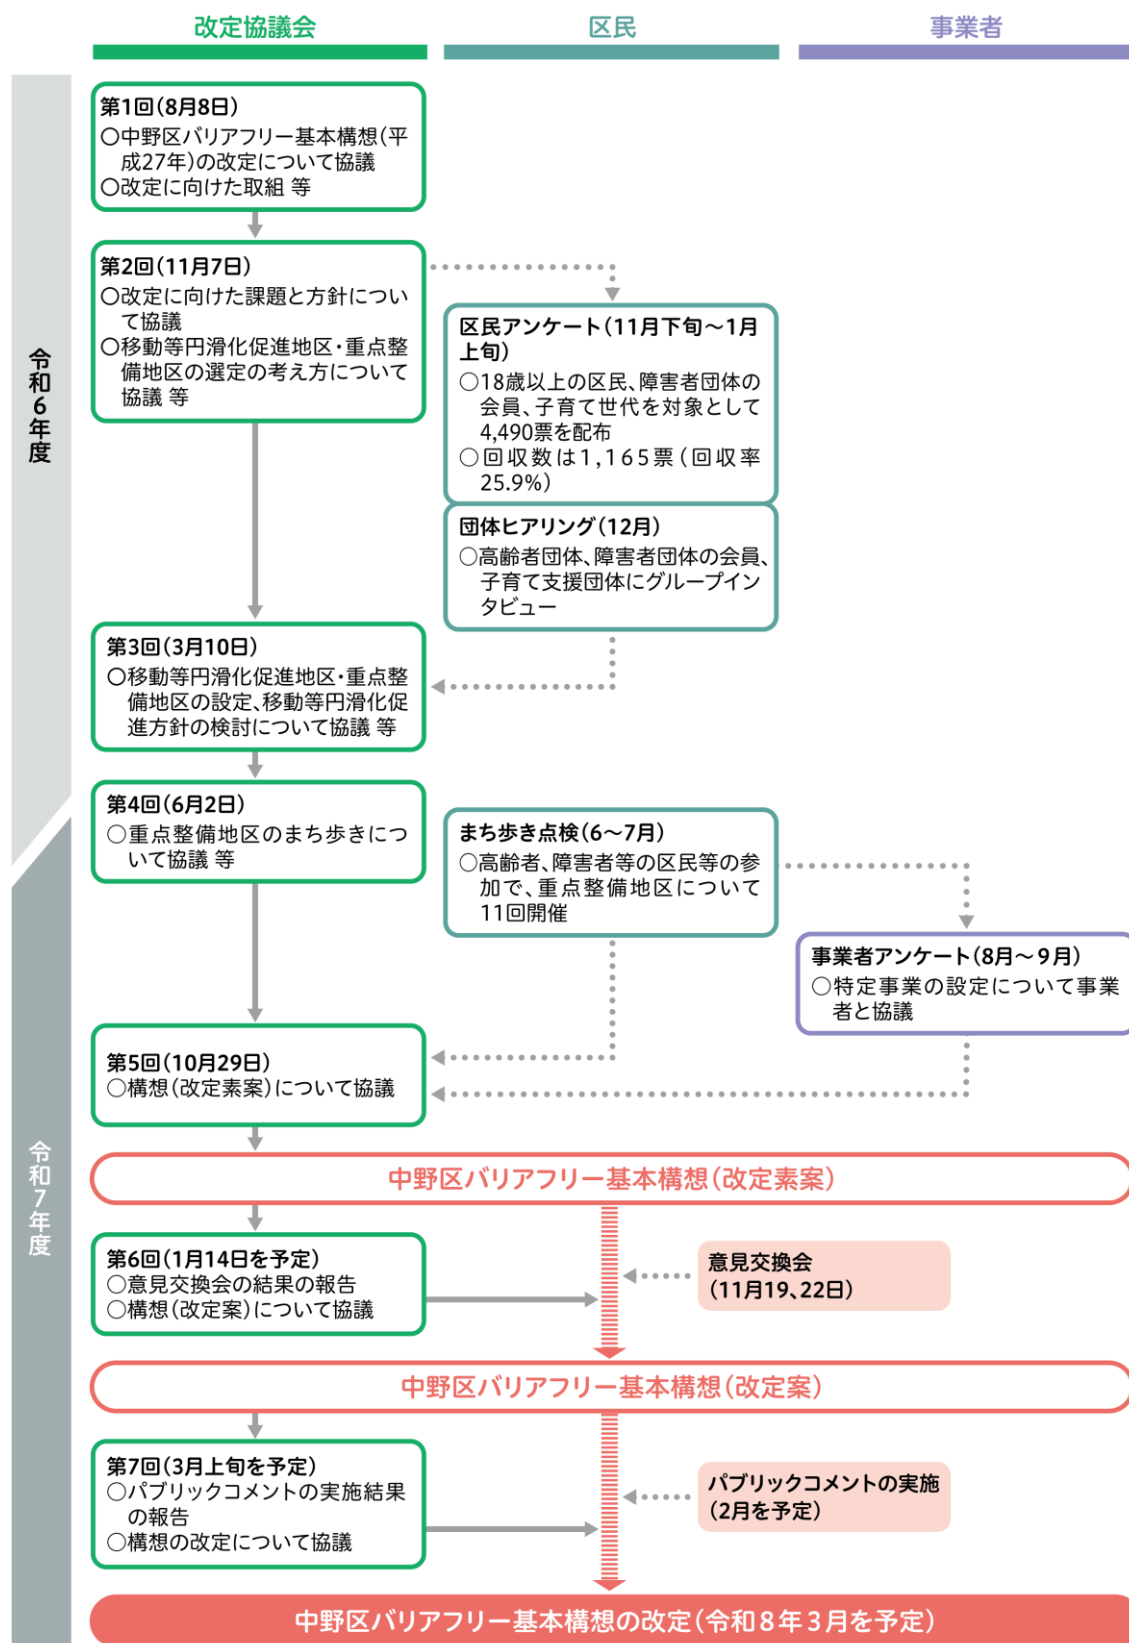 改定協議会
区民
事業者
令和6年度
第1回(8月8日)
○中野区バリアフリー基本構想(平
成27年)の改定について協議
○改定に向けた取組 等
第2回(11月7日)
○改定に向けた課題と方針につい
て協議
○移動等円滑化促進地区・重点整
備地区の選定の考え方について
協議 等
区民アンケート(11月下旬~1月
上旬)
○18歳以上の区民、障害者団体の
会員、子育て世代を対象として
4,490票を配布
○回収数は1,165票(回収率
25.9%)
団体ヒアリング(12月)
○高齢者団体、障害者団体の会員、
子育て支援団体にグループイン
タビュー
第3回(3月10日)
○移動等円滑化促進地区・重点整
備地区の設定、移動等円滑化促
進方針の検討について協議 等
令和7年度
第4回(6月2日)
○重点整備地区のまち歩きにつ
いて協議 等
まち歩き点検(6~7月)
○高齢者、障害者等の区民等の参
加で、重点整備地区について
11回開催
事業者アンケート(8月~9月)
○特定事業の設定について事業
者と協議
第5回(10月29日)
○構想(改定素案)について協議
中野区バリアフリー基本構想(改定素案)
第6回(1月14日を予定)
○意見交換会の結果の報告
○構想(改定案)について協議
意見交換会
(11月19、22日)
中野区バリアフリー基本構想(改定案)
第7回(3月上旬を予定)
○パブリックコメントの実施結果
の報告
○構想の改定について協議
パブリックコメントの実施
(2月を予定)
中野区バリアフリー基本構想の改定(令和8年3月を予定)